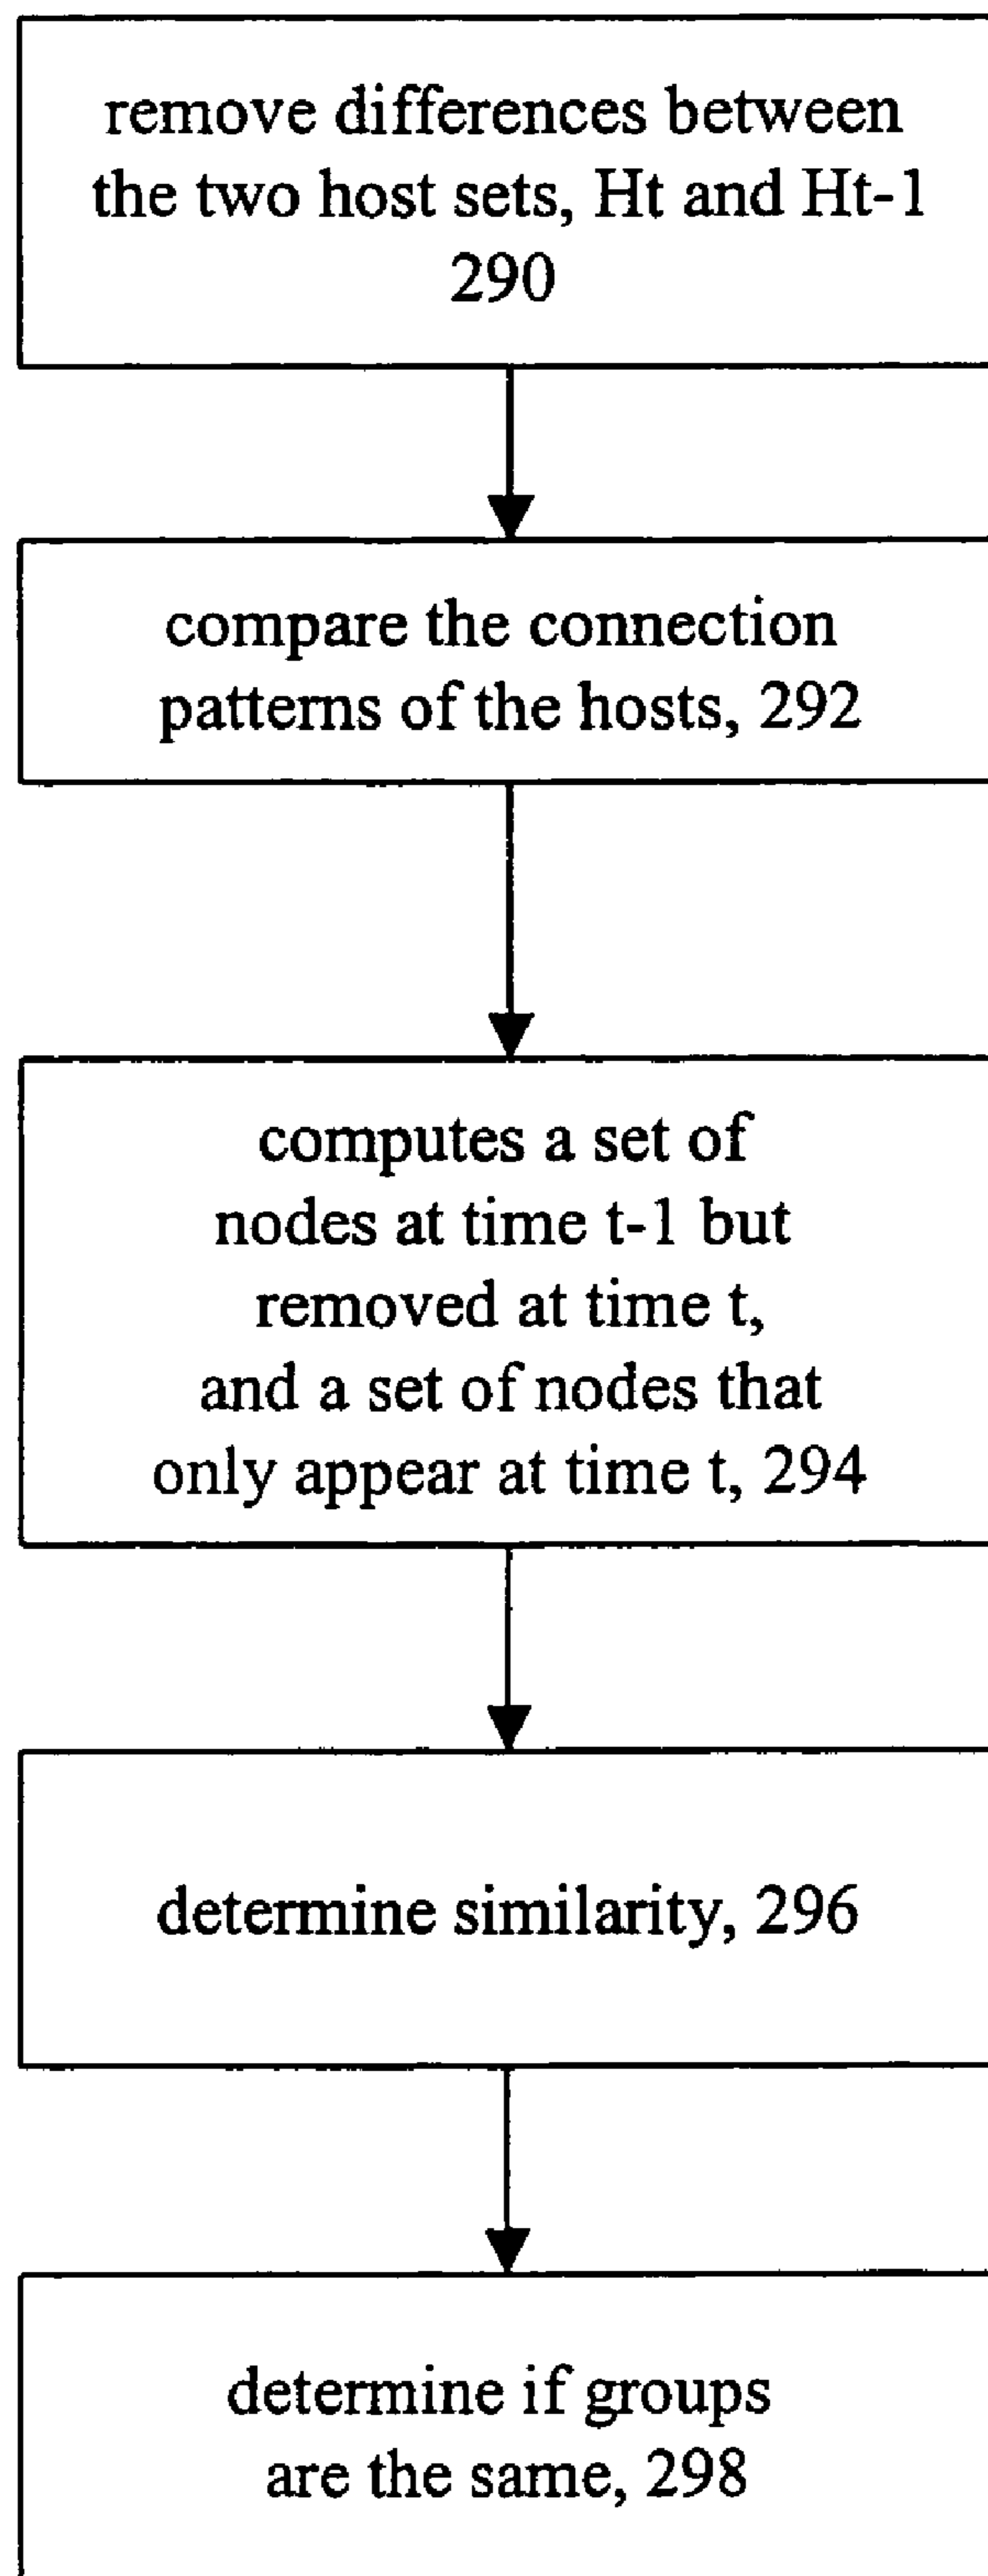 remove differences between
the two host sets, Ht and Ht-1
290
compare the connection
patterns of the hosts, 292
computes a set of
nodes at time t-1 but
removed at time t,
and a set of nodes that
only appear at time t, 294
determine similarity, 296
determine if groups
are the same, 298